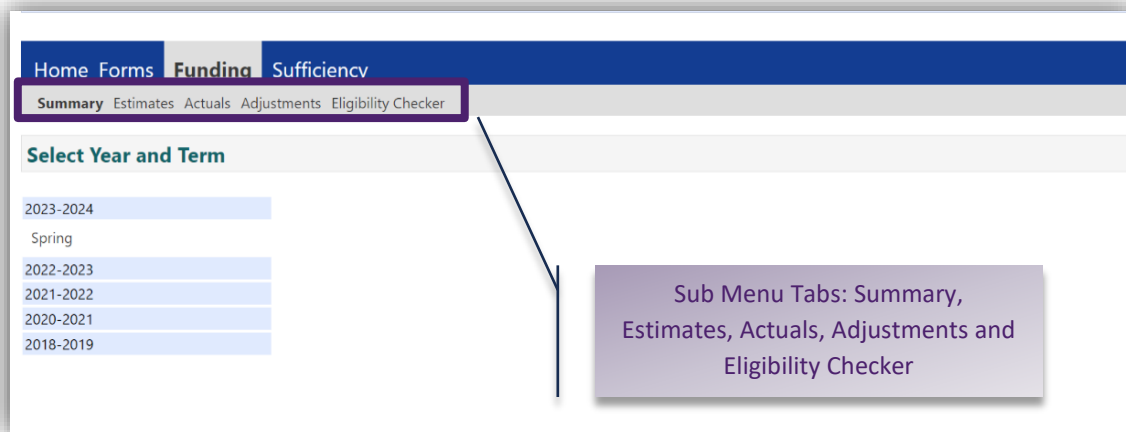 Home Forms Funding Sufficiency
Summary Estimates Actuals Adjustments Eligibility Checker
Select Year and Term
2023-2024
Spring
2022-2023
2021-2022
2020-2021
2018-2019
Sub Menu Tabs: Summary,
Estimates, Actuals, Adjustments and
Eligibility Checker